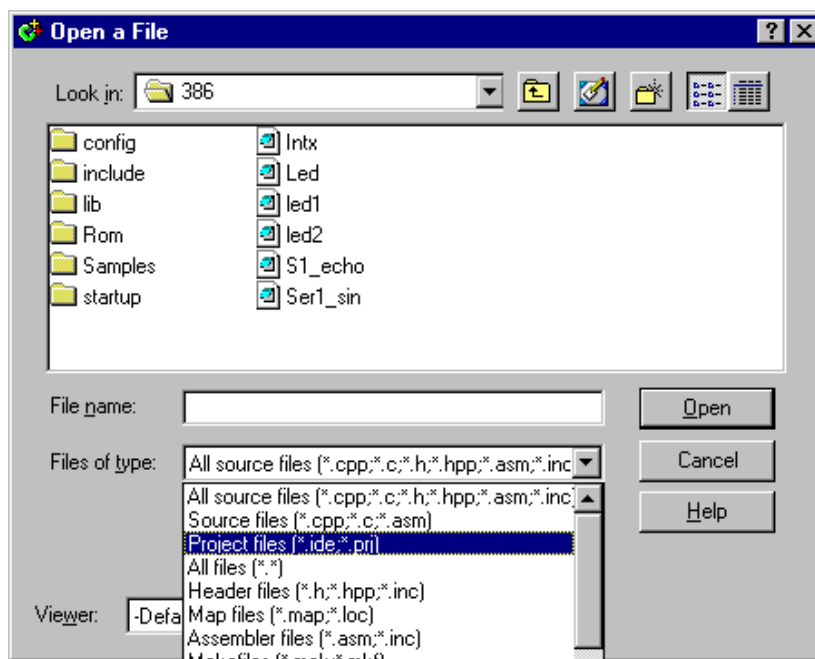 Open a File
Look in: 386
config
include
lib
Rom
Samples
startup
Intx
Led
led1
led2
S1_echo
Ser1_sin
File name:
Open
Files of type: All source files (*.cpp;*.c;*.h;*.hpp;*.asm;*.inc
Cancel
All source files (*.cpp;*.c;*.h;*.hpp;*.asm;*.inc)
Source files (*.cpp;*.c;*.asm)
Help
Project files (*.ide;*.prj)
All files (*.*)
Header files (*.h;*.hpp;*.inc)
Viewer: -Defa
Map files (*.map;*.loc)
Assembler files (*.asm;*.inc)